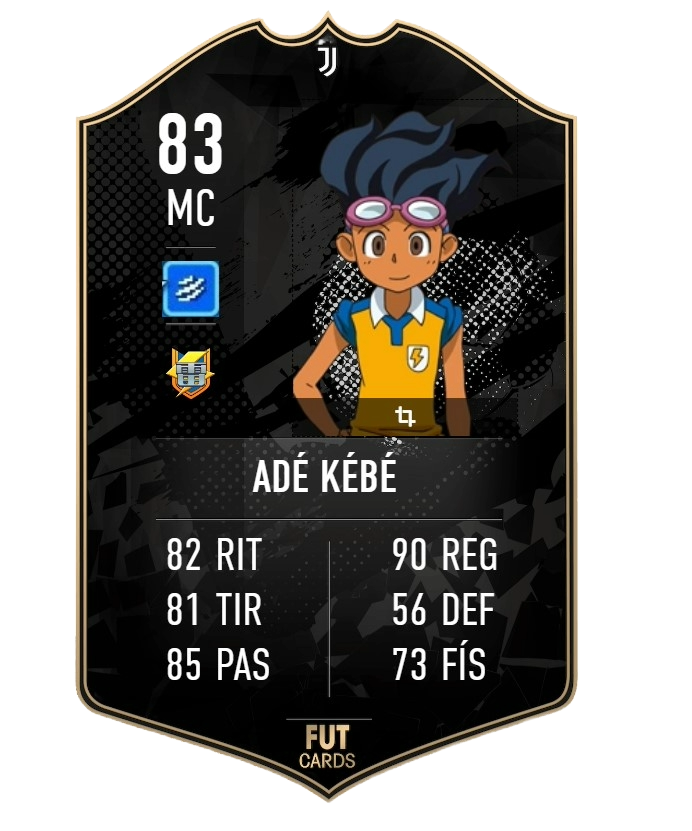 83
MC
ADÉ KÉBÉ
82 RIT
90 REG
81 TIR
56 DEF
85 PAS
73 FÍS
FUT
CARDS